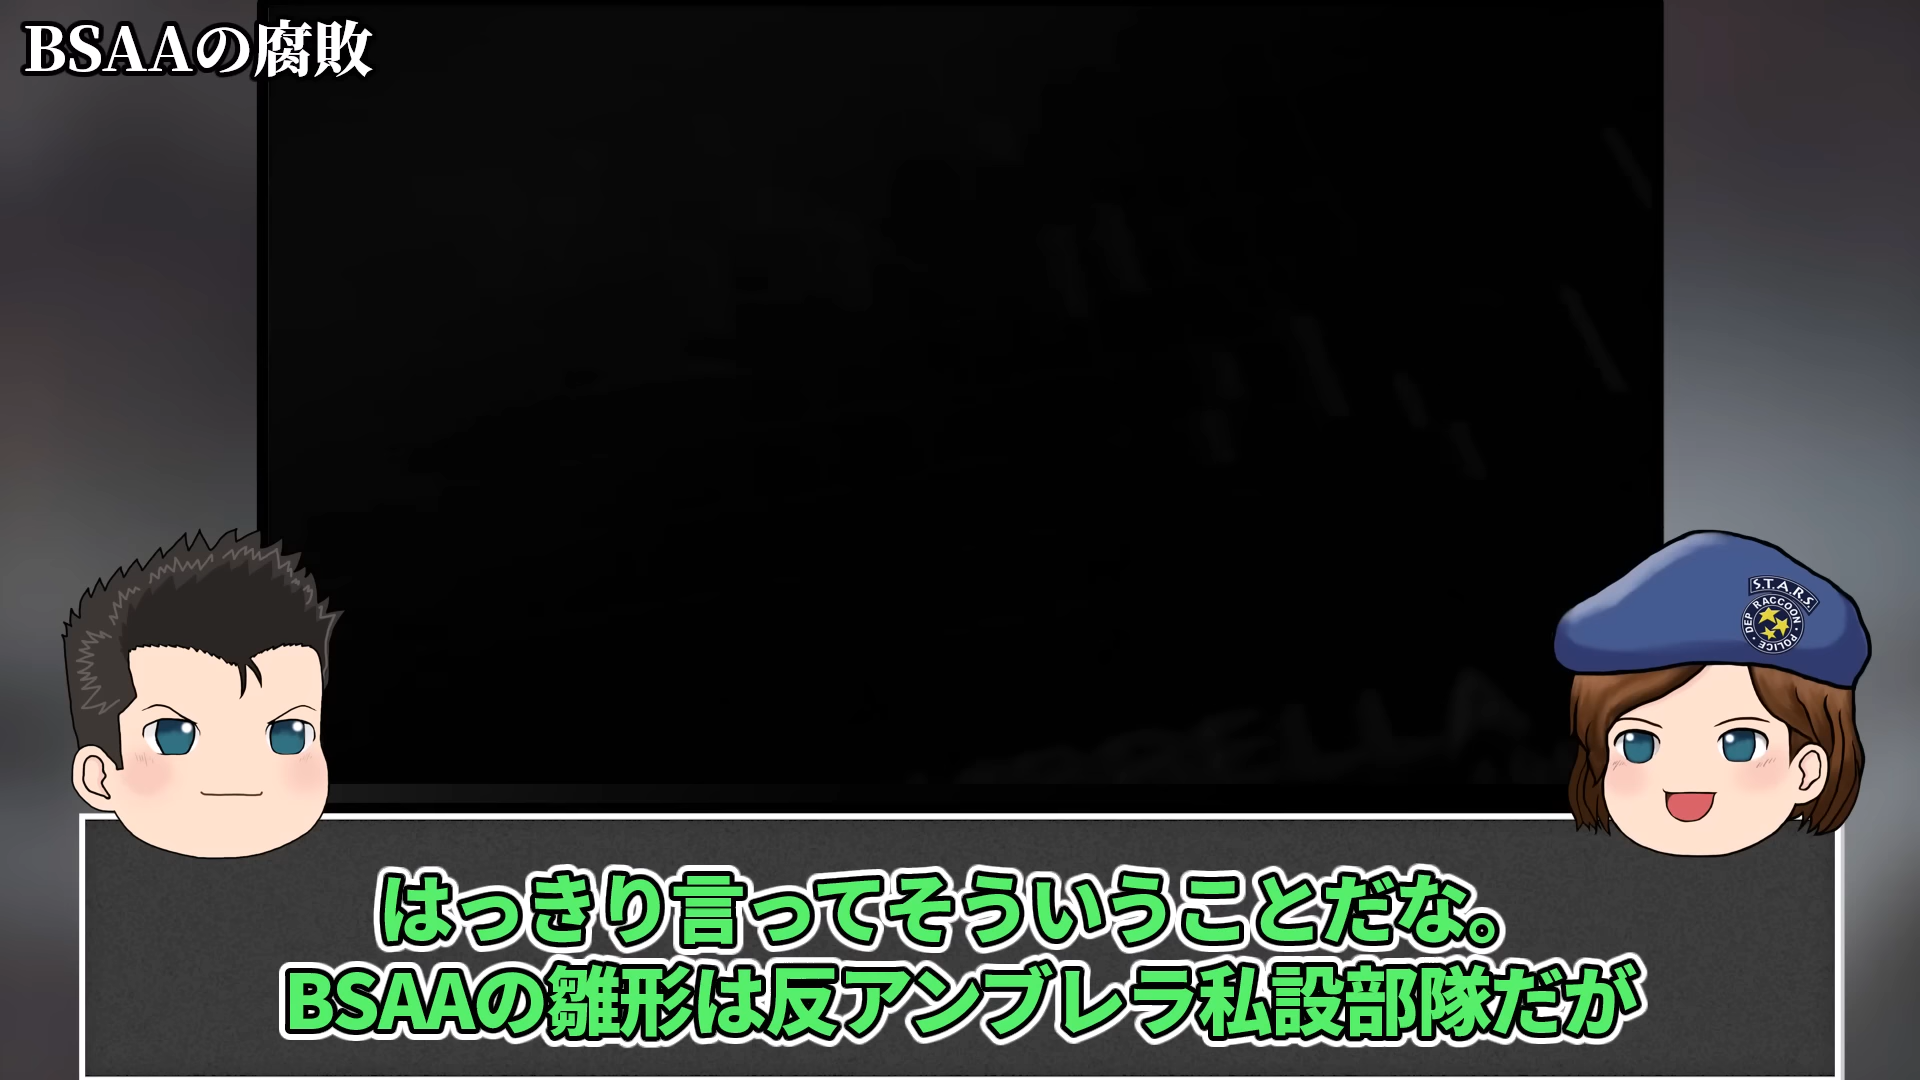 BSAAの腐敗
S.T.A.R.S.
RACCOON POLICE DEP
はっきり言ってそういうことだな。
BSAAの雛形は反アンブレラ私設部隊だが